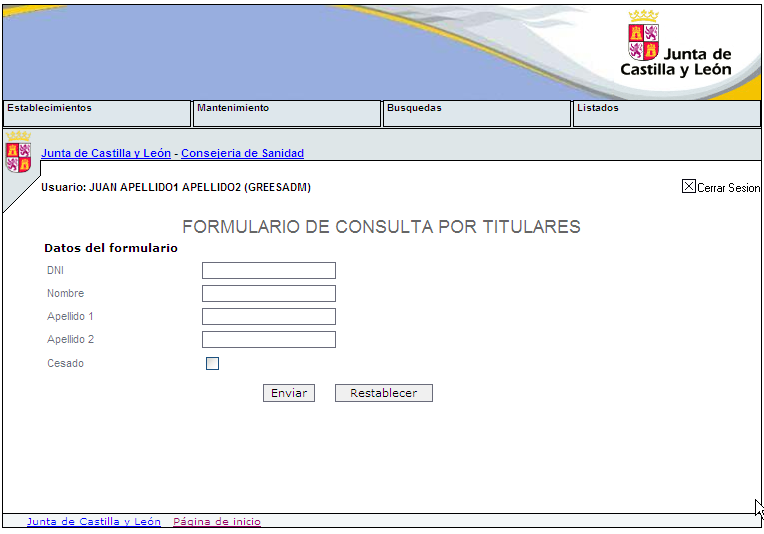 Junta de
Castilla y León
Establecimientos
Mantenimiento
Busquedas
Listados
Junta de Castilla y León - Consejeria de Sanidad
Usuario: JUAN APELLIDO1 APELLIDO2 (GREESADM)
Cerrar Sesion
FORMULARIO DE CONSULTA POR TITULARES
Datos del formulario
DNI
Nombre
Apellido 1
Apellido 2
Cesado
Enviar
Restablecer
Junta de Castilla y León
Página de inicio